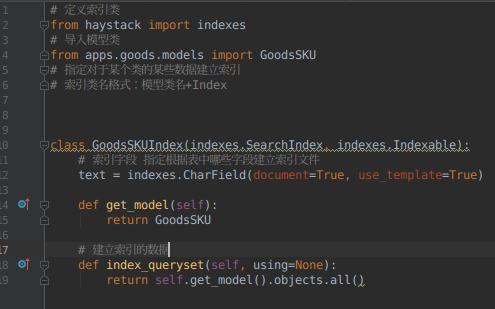 1 # 定义索引类
2 from haystack import indexes
3 # 导入模型类
4 from apps.goods.models import GoodsSKU
5 # 指定对于某个类的某些数据建立索引
6 # 索引类名格式：模型类名+Index
7
8
9
10 class GoodsSKUIndex(indexes.SearchIndex, indexes.Indexable):
11 # 索引字段 指定根据表中哪些字段建立索引文件
12 text = indexes.CharField(document=True, use_template=True)
13
14 def get_model(self):
15 return GoodsSKU
16
17 # 建立索引的数据
18 def index_queryset(self, using=None):
19 return self.get_model().objects.all()